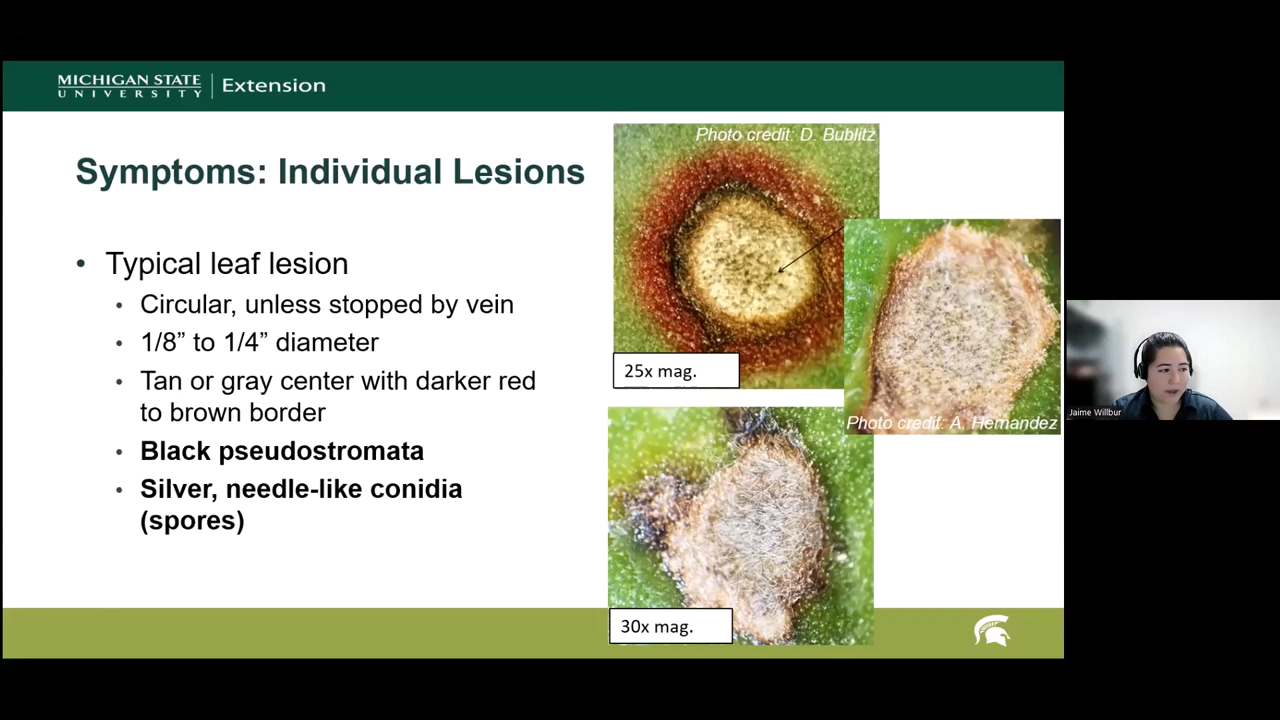 MICHIGAN STATE
UNIVERSITY
Extension
Symptoms: Individual Lesions
• Typical leaf lesion
• Circular, unless stopped by vein
• 1/8” to 1/4” diameter
• Tan or gray center with darker red
to brown border
• Black pseudostromata
• Silver, needle-like conidia
(spores)
Photo credit: D. Bublitz
25x mag.
Photo credit: A. Hernandez
30x mag.
Jaime Willbur